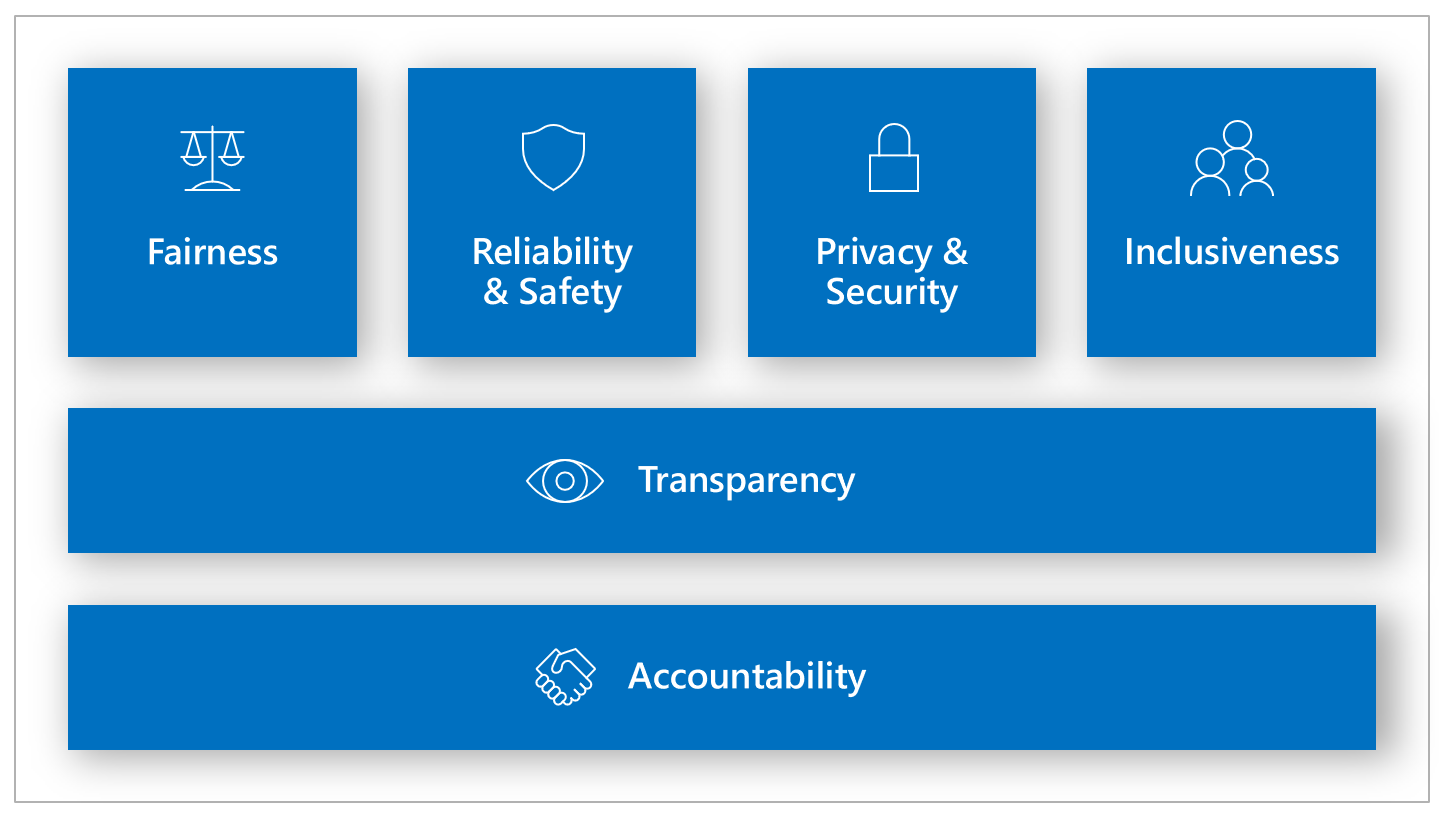 Fairness
Reliability
& Safety
Privacy &
Security
Inclusiveness
Transparency
Accountability